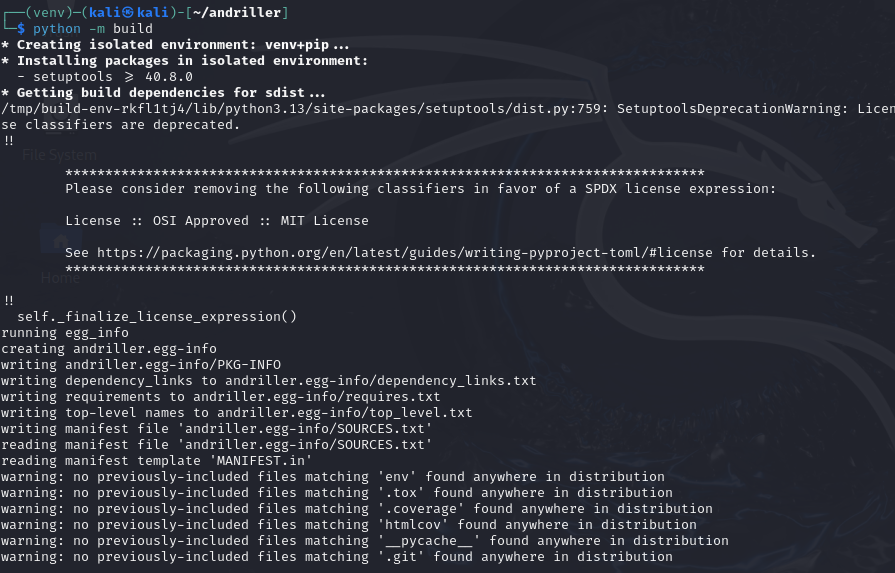 ┌──(venv)─(kali㉿kali)-[~/andriller]
└─$ python -m build
* Creating isolated environment: venv+pip...
* Installing packages in isolated environment:
  - setuptools >= 40.8.0
* Getting build dependencies for sdist...
/tmp/build-env-rkfl1tj4/lib/python3.13/site-packages/setuptools/dist.py:759: SetuptoolsDeprecationWarning: Licen
se classifiers are deprecated.
!!
File System
        ********************************************************************************
        Please consider removing the following classifiers in favor of a SPDX license expression:
        License :: OSI Approved :: MIT License
        See https://packaging.python.org/en/latest/guides/writing-pyproject-toml/#license for details.
        ********************************************************************************
Home
!!
  self._finalize_license_expression()
running egg_info
creating andriller.egg-info
writing andriller.egg-info/PKG-INFO
writing dependency_links to andriller.egg-info/dependency_links.txt
writing requirements to andriller.egg-info/requires.txt
writing top-level names to andriller.egg-info/top_level.txt
writing manifest file 'andriller.egg-info/SOURCES.txt'
reading manifest file 'andriller.egg-info/SOURCES.txt'
reading manifest template 'MANIFEST.in'
warning: no previously-included files matching 'env' found anywhere in distribution
warning: no previously-included files matching '.tox' found anywhere in distribution
warning: no previously-included files matching '.coverage' found anywhere in distribution
warning: no previously-included files matching 'htmlcov' found anywhere in distribution
warning: no previously-included files matching '__pycache__' found anywhere in distribution
warning: no previously-included files matching '.git' found anywhere in distribution